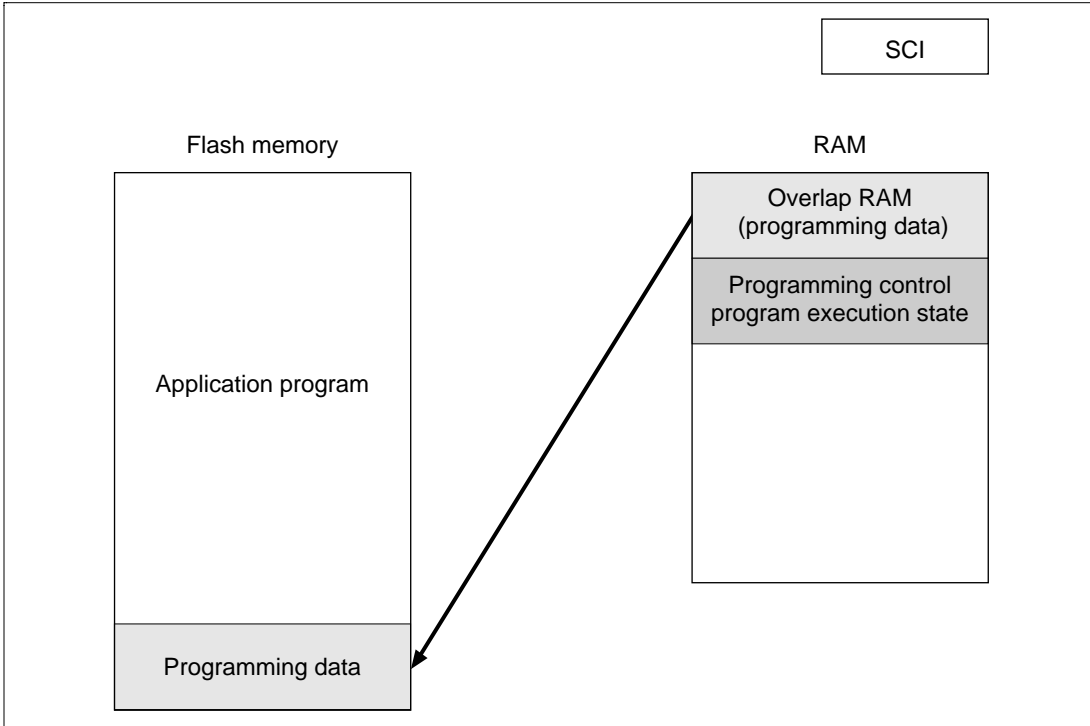 SCI
Flash memory
RAM
Overlap RAM
(programming data)
Programming control
program execution state
Application program
Programming data